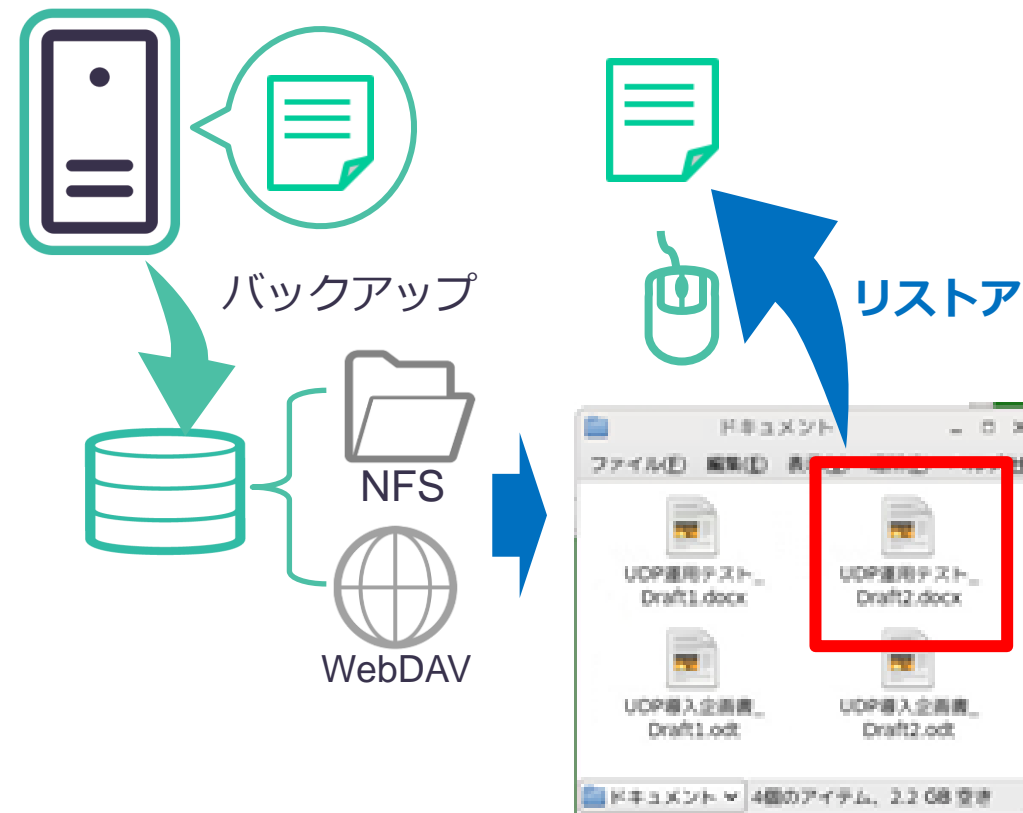 バックアップ
リストア
NFS
WebDAV
ドキュメント
ファイル(E) 編集(E)
UDP運用テスト_
Draft1.docx
UDP運用テスト_
Draft2.docx
UDP導入企画書_
Draft1.odt
UDP導入企画書_
Draft2.odt
ドキュメント 4個のアイテム、2.2 GB 空き